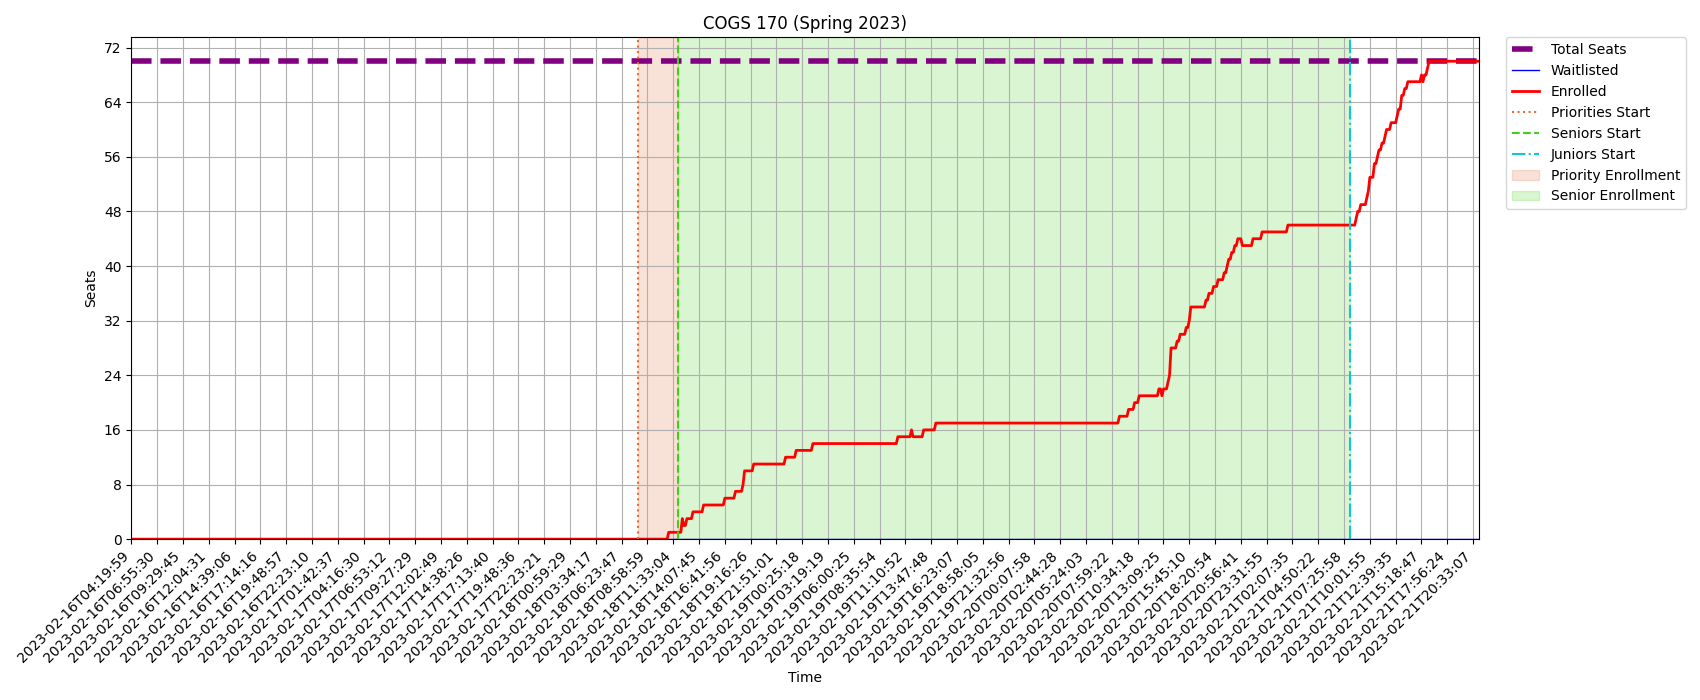 COGS 170 (Spring 2023)
72
64
56
48
40
32
24
16
8
0
Seats
2023-02-16T04:19:59
2023-02-16T06:55:30
2023-02-16T09:29:45
2023-02-16T12:04:31
2023-02-16T14:39:06
2023-02-16T17:14:16
2023-02-16T19:48:57
2023-02-16T22:23:10
2023-02-17T01:42:37
2023-02-17T04:16:30
2023-02-17T06:53:12
2023-02-17T09:27:29
2023-02-17T12:02:49
2023-02-17T14:38:26
2023-02-17T17:13:40
2023-02-17T19:48:36
2023-02-17T22:23:21
2023-02-18T00:59:29
2023-02-18T03:34:17
2023-02-18T06:23:47
2023-02-18T08:58:59
2023-02-18T11:33:04
2023-02-18T14:07:45
2023-02-18T16:41:56
2023-02-18T19:16:26
2023-02-18T21:51:01
2023-02-19T00:25:18
2023-02-19T03:19:19
2023-02-19T06:00:25
2023-02-19T08:35:54
2023-02-19T11:10:52
2023-02-19T13:47:48
2023-02-19T16:23:07
2023-02-19T18:58:05
2023-02-19T21:32:56
2023-02-20T00:07:58
2023-02-20T02:44:28
2023-02-20T05:24:03
2023-02-20T07:59:22
2023-02-20T10:34:18
2023-02-20T13:09:25
2023-02-20T15:45:10
2023-02-20T18:20:54
2023-02-20T20:56:41
2023-02-20T23:31:55
2023-02-21T02:07:35
2023-02-21T04:50:22
2023-02-21T07:25:58
2023-02-21T10:01:55
2023-02-21T12:39:35
2023-02-21T15:18:47
2023-02-21T17:56:24
2023-02-21T20:33:07
Time
Total Seats
Waitlisted
Enrolled
Priorities Start
Seniors Start
Juniors Start
Priority Enrollment
Senior Enrollment